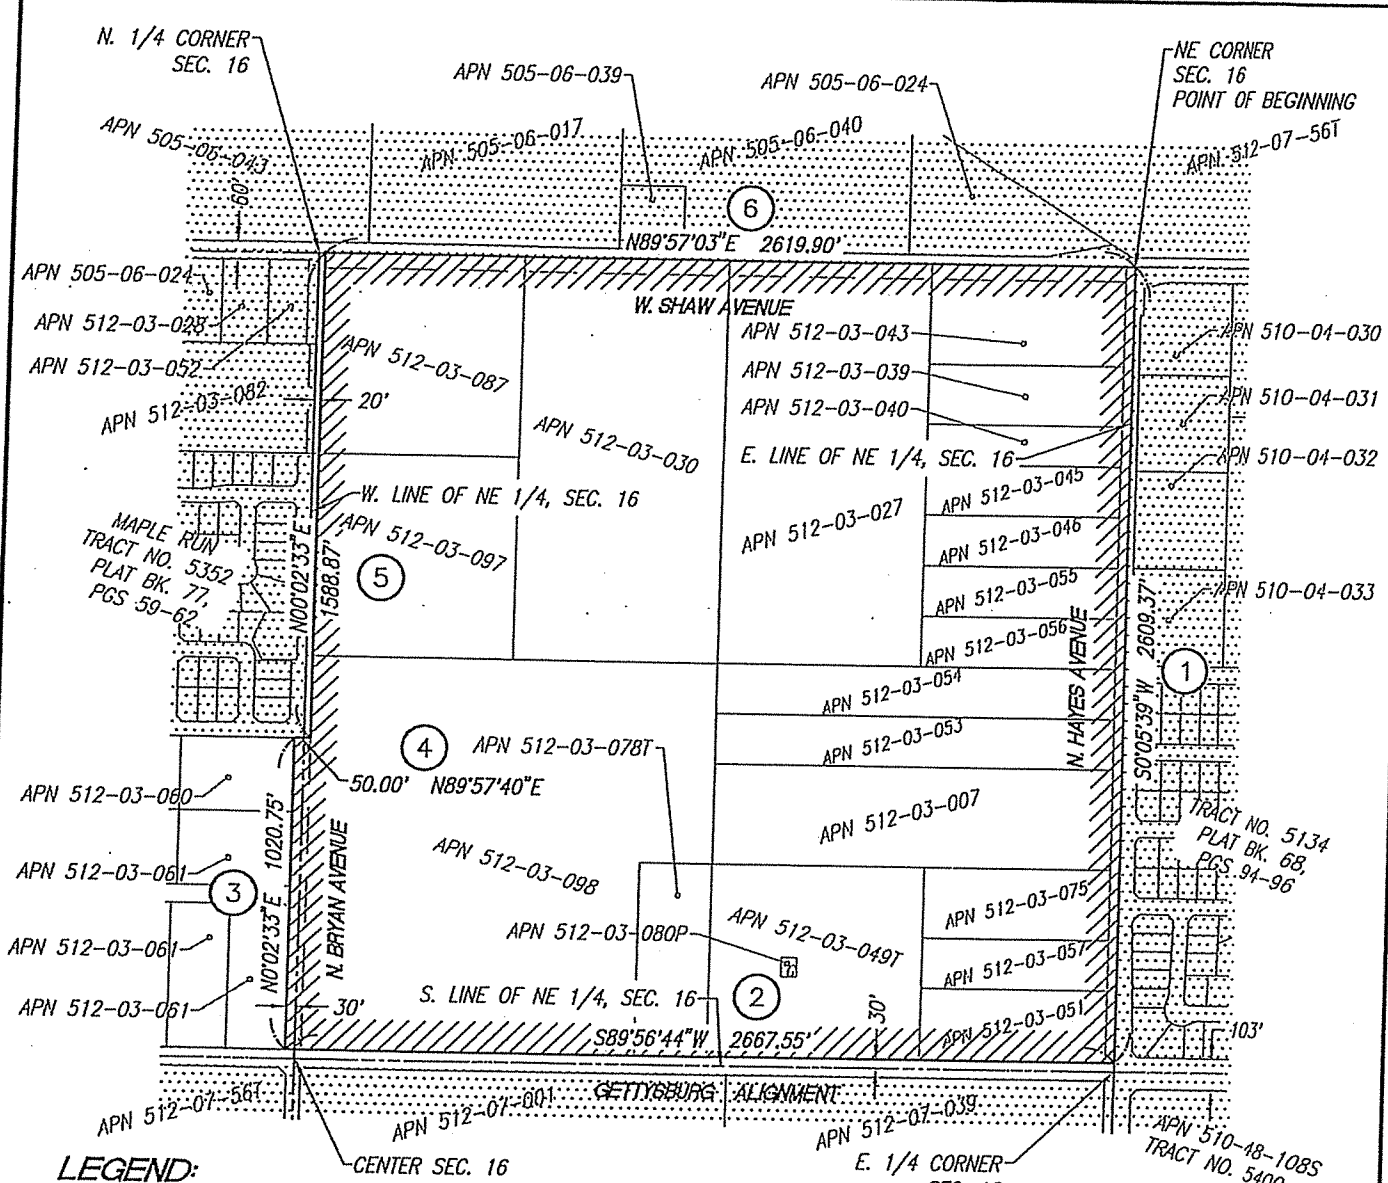 N. 1/4 CORNER
SEC. 16
NE CORNER
SEC. 16
POINT OF BEGINNING
APN 505-06-039
APN 505-06-024
APN 505-06-043
APN 505-06-017
APN 505-06-040
APN 512-07-56T
60'
6
N89°57'03"E 2619.90'
APN 505-06-024
APN 512-03-028
APN 512-03-052
APN 512-03-082
W. SHAW AVENUE
APN 512-03-043
APN 512-03-039
APN 512-03-040
E. LINE OF NE 1/4, SEC. 16
APN 510-04-030
APN 510-04-031
APN 510-04-032
APN 510-04-033
APN 512-03-087
20'
APN 512-03-030
W. LINE OF NE 1/4, SEC. 16
APN 512-03-097
APN 512-03-027
APN 512-03-045
APN 512-03-046
APN 512-03-055
APN 512-03-056
MAPLE RUN
TRACT NO. 5352
PLAT BK. 77,
PGS 59-62
N00°02'33"E
1588.87'
5
N. HAYES AVENUE
S0°05'39"W 2609.37'
1
APN 512-03-054
APN 512-03-053
4
APN 512-03-078T
50.00' N89°57'40"E
APN 512-03-060
APN 512-03-061
3
APN 512-03-061
APN 512-03-061
N0°02'33"E 1020.75'
N. BRYAN AVENUE
APN 512-03-098
APN 512-03-007
TRACT NO. 5134
PLAT BK. 68,
PGS 94-96
APN 512-03-080P
APN 512-03-049T
APN 512-03-075
APN 512-03-057
APN 512-03-051
30'
S. LINE OF NE 1/4, SEC. 16
2
30'
S89°56'44"W 2667.55'
103'
GETTYSBURG ALIGNMENT
APN 512-07-56T
APN 512-07-001
APN 512-07-039
APN 510-48-108S
TRACT NO. 5400
LEGEND:
CENTER SEC. 16
E. 1/4 CORNER